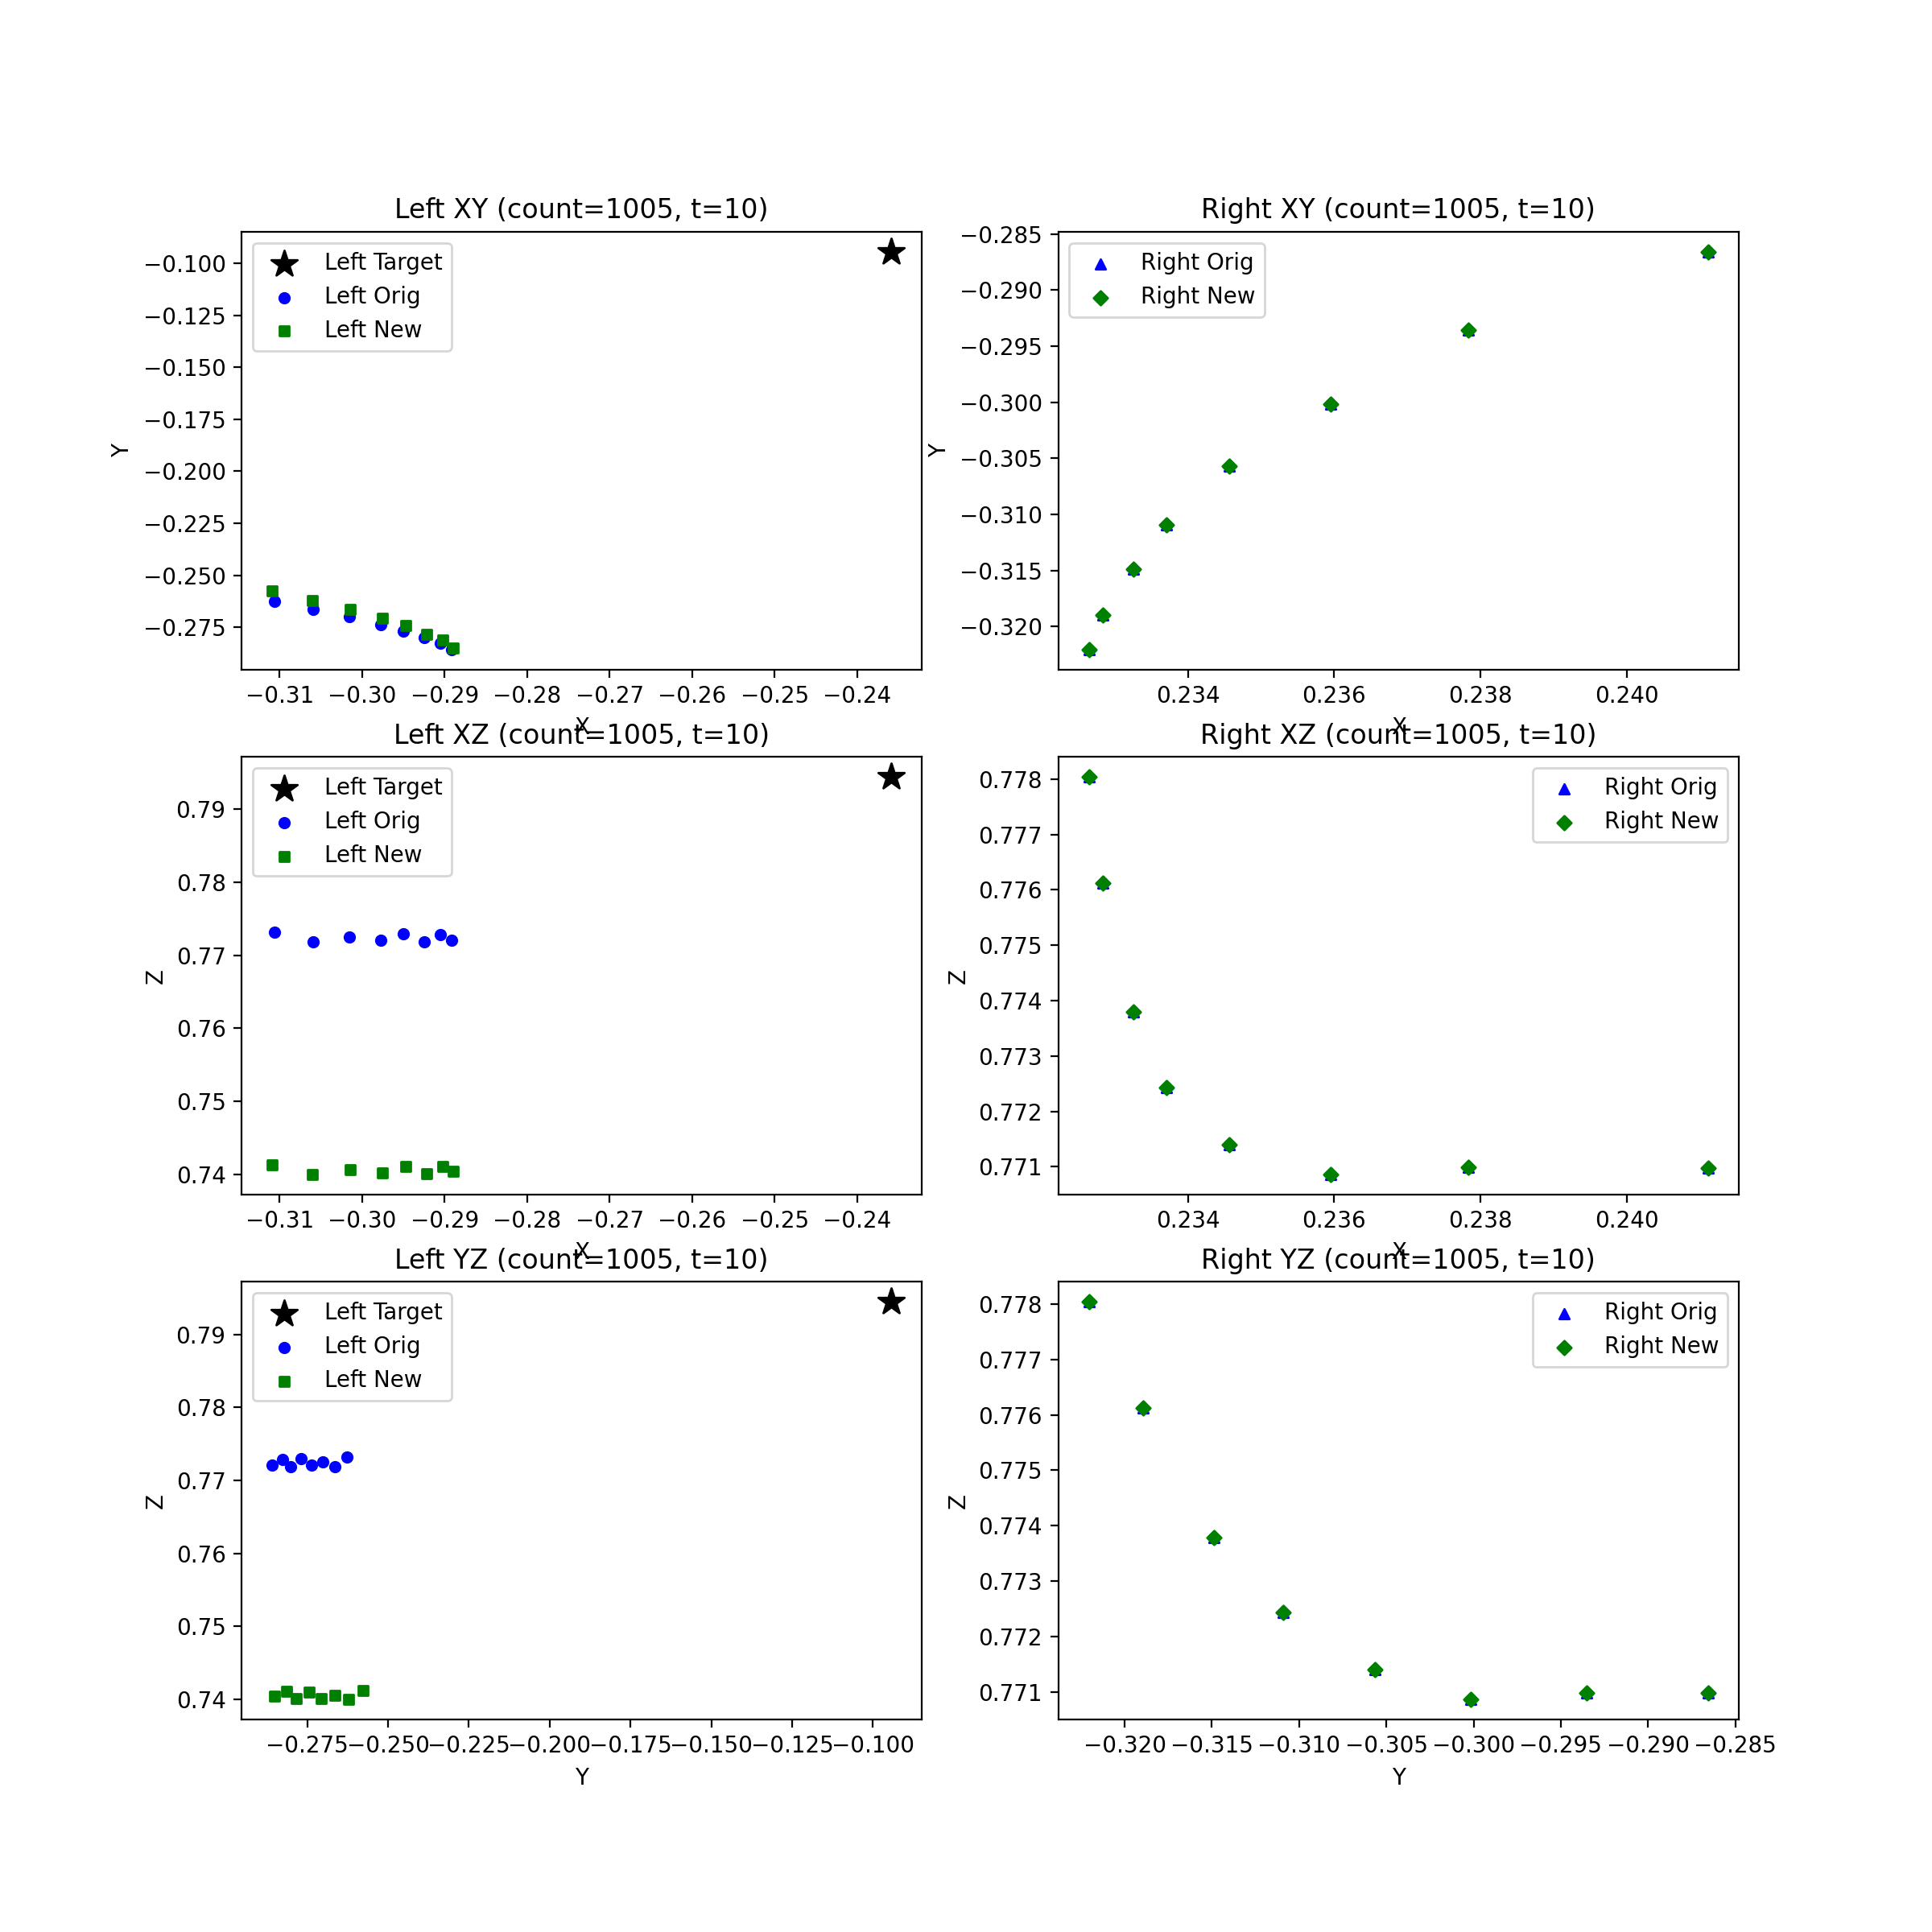 Left XY (count=1005, t=10)
Left Target
Left Orig
Left New
−0.100
−0.125
−0.150
−0.175
−0.200
−0.225
−0.250
−0.275
Y
−0.31 −0.30 −0.29 −0.28 −0.27 −0.26 −0.25 −0.24
X
Right XY (count=1005, t=10)
Right Orig
Right New
−0.285
−0.290
−0.295
−0.300
−0.305
−0.310
−0.315
−0.320
Y
0.234 0.236 0.238 0.240
X
Left XZ (count=1005, t=10)
Left Target
Left Orig
Left New
0.79
0.78
0.77
0.76
0.75
0.74
Z
−0.31 −0.30 −0.29 −0.28 −0.27 −0.26 −0.25 −0.24
X
Right XZ (count=1005, t=10)
Right Orig
Right New
0.778
0.777
0.776
0.775
0.774
0.773
0.772
0.771
Z
0.234 0.236 0.238 0.240
X
Left YZ (count=1005, t=10)
Left Target
Left Orig
Left New
0.79
0.78
0.77
0.76
0.75
0.74
Z
−0.275 −0.250 −0.225 −0.200 −0.175 −0.150 −0.125 −0.100
Y
Right YZ (count=1005, t=10)
Right Orig
Right New
0.778
0.777
0.776
0.775
0.774
0.773
0.772
0.771
Z
−0.320 −0.315 −0.310 −0.305 −0.300 −0.295 −0.290 −0.285
Y